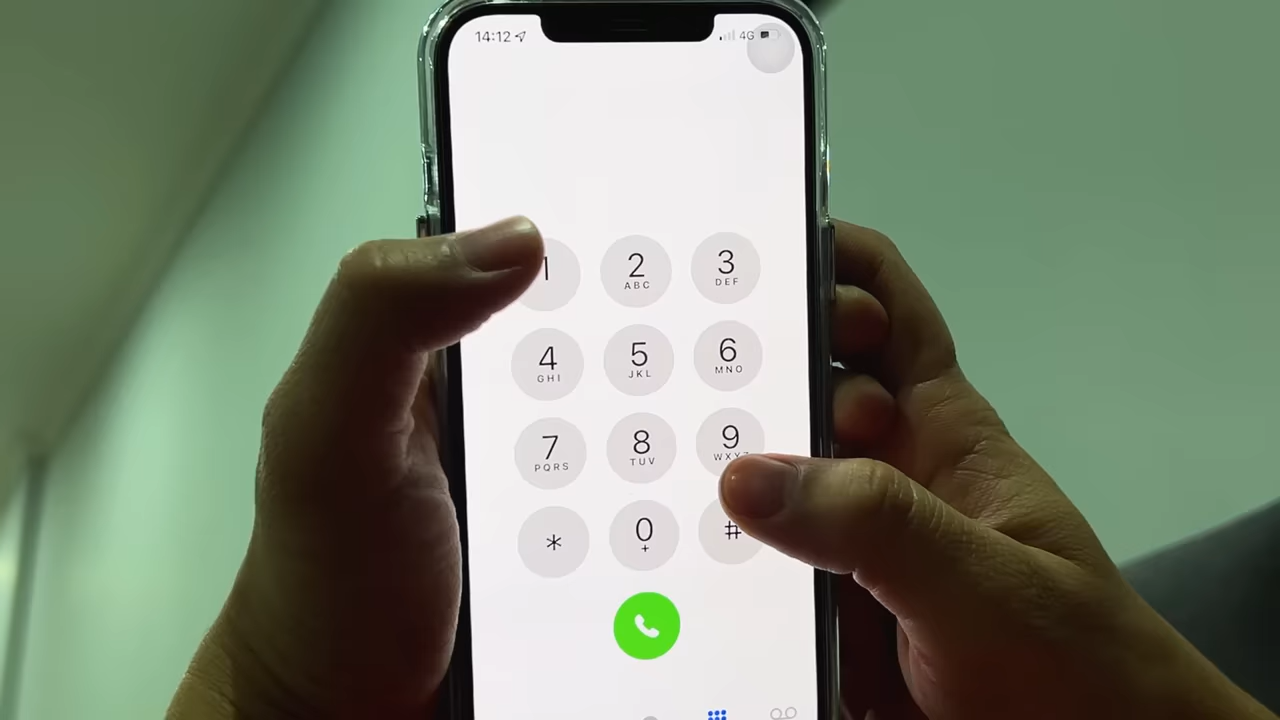 14:12 4G
1 2 3
ABC DEF
4 5 6
GHI JKL MNO
7 8 9
PQRS TUV WXYZ
* 0 #
+